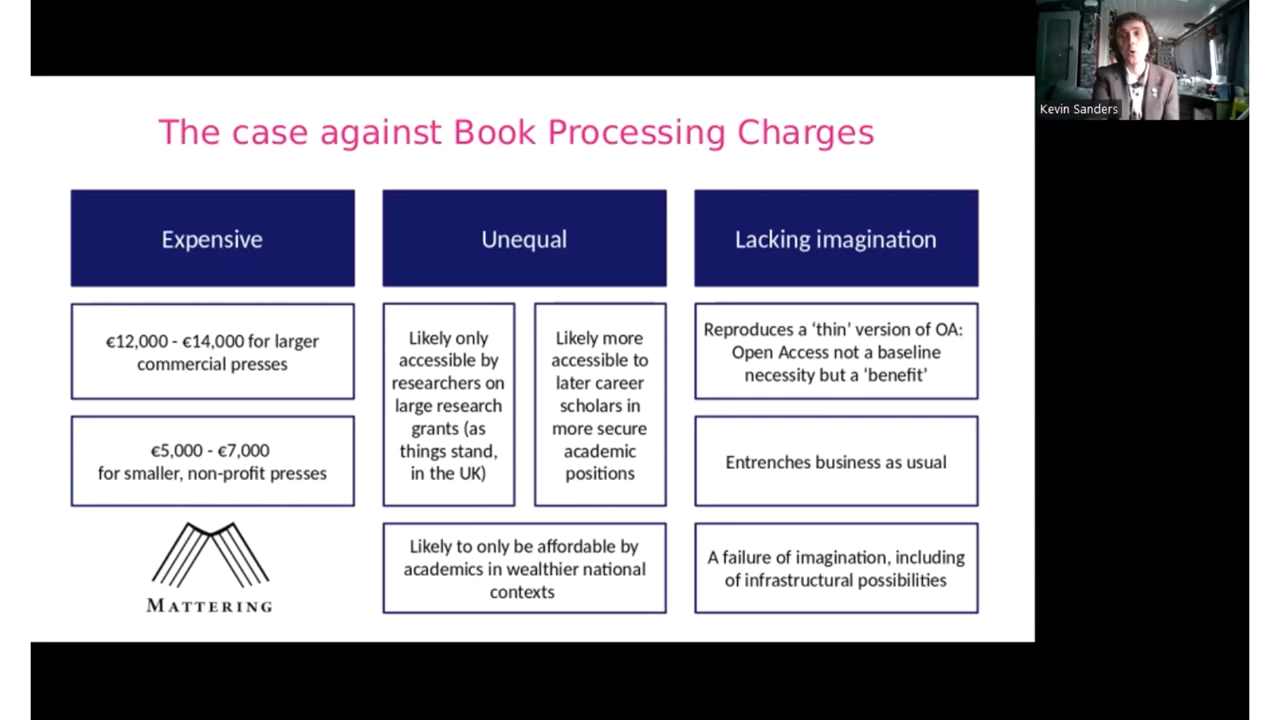 Kevin Sanders
The case against Book Processing Charges
Expensive
€12,000 - €14,000 for larger
commercial presses
€5,000 - €7,000
for smaller, non-profit presses
MATTERING
Unequal
Likely only
accessible by
researchers on
large research
grants (as
things stand,
in the UK)
Likely more
accessible to
later career
scholars in
more secure
academic
positions
Likely to only be affordable by
academics in wealthier national
contexts
Lacking imagination
Reproduces a ‘thin’ version of OA:
Open Access not a baseline
necessity but a ‘benefit’
Entrenches business as usual
A failure of imagination, including
of infrastructural possibilities